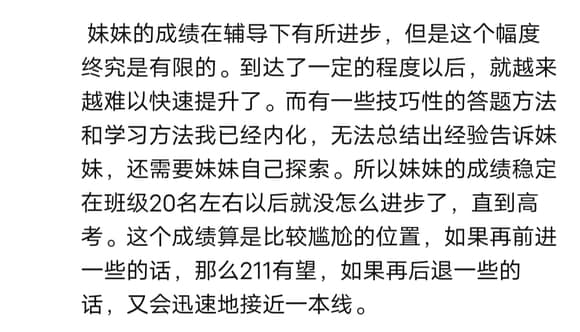 妹妹的成绩在辅导下有所进步，但是这个幅度
终究是有限的。到达了一定的程度以后，就越来
越难以快速提升了。而有一些技巧性的答题方法
和学习方法我已经内化，无法总结出经验告诉妹
妹，还需要妹妹自己探索。所以妹妹的成绩稳定
在班级20名左右以后就没怎么进步了，直到高
考。这个成绩算是比较尴尬的位置，如果再前进
一些的话，那么211有望，如果再后退一些的
话，又会迅速地接近一本线。